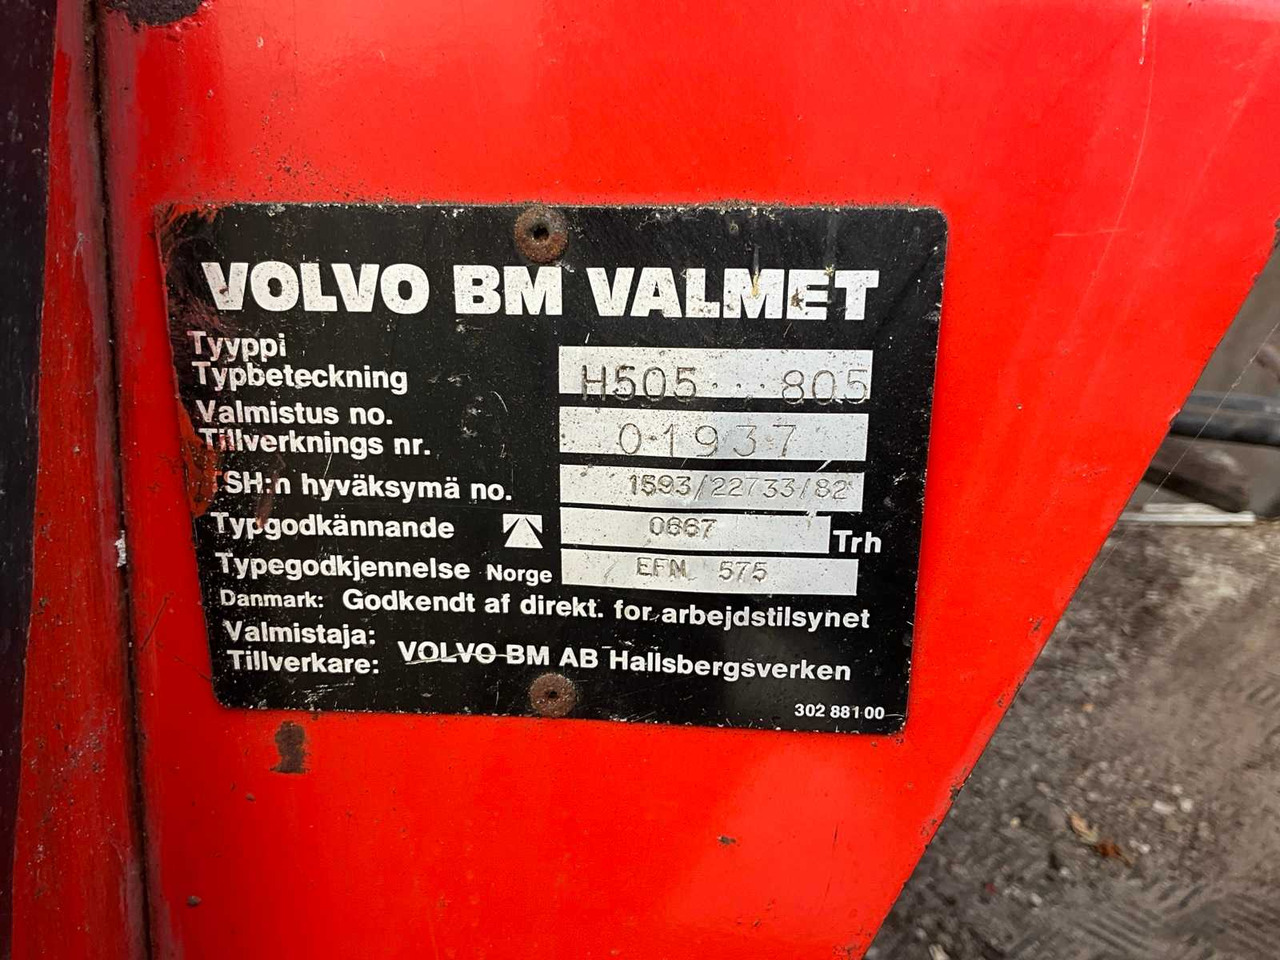 VOLVO BM VALMET
Tyyppi
Typbeteckning H505...805
Valmistus no.
Tillverknings nr. 01937
TSH:n hyväksymä no. 1593/22733/82
Typgodkännande 0667 Trh
Typegodkjennelse Norge EFN 575
Danmark: Godkendt af direkt. for arbejdstilsynet
Valmistaja:
Tillverkare: VOLVO BM AB Hallsbergsverken
302 881 00